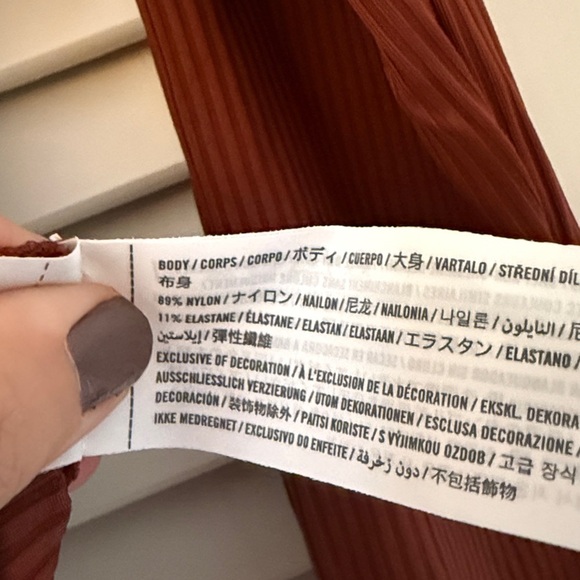 BODY / CORPS / CORPO / ボディ / CUERPO / 大身 / VARTALO / STŘEDNÍ DÍL
布身
89% NYLON / ナイロン / NAILON / 尼龙 / NAILONIA / 나일론 / النايلون /
11% ELASTANE / ÉLASTANE / ELASTAN / ELASTAAN / エラスタン / ELASTANO /
إيلاستين / 彈性纖維
EXCLUSIVE OF DECORATION / À L'EXCLUSION DE LA DÉCORATION / EKSKL. DEKORA
AUSSCHLIESSLICH VERZIERUNG / UTOM DEKORATIONEN / ESCLUSA DECORAZIONE /
DECORACIÓN / 装饰物除外 / PAITSI KORISTE / S VÝJIMKOU OZDOB / 고급 장식
IKKE MEDREGNET / EXCLUSIVO DO ENFEITE / دون زخرفة / 不包括飾物